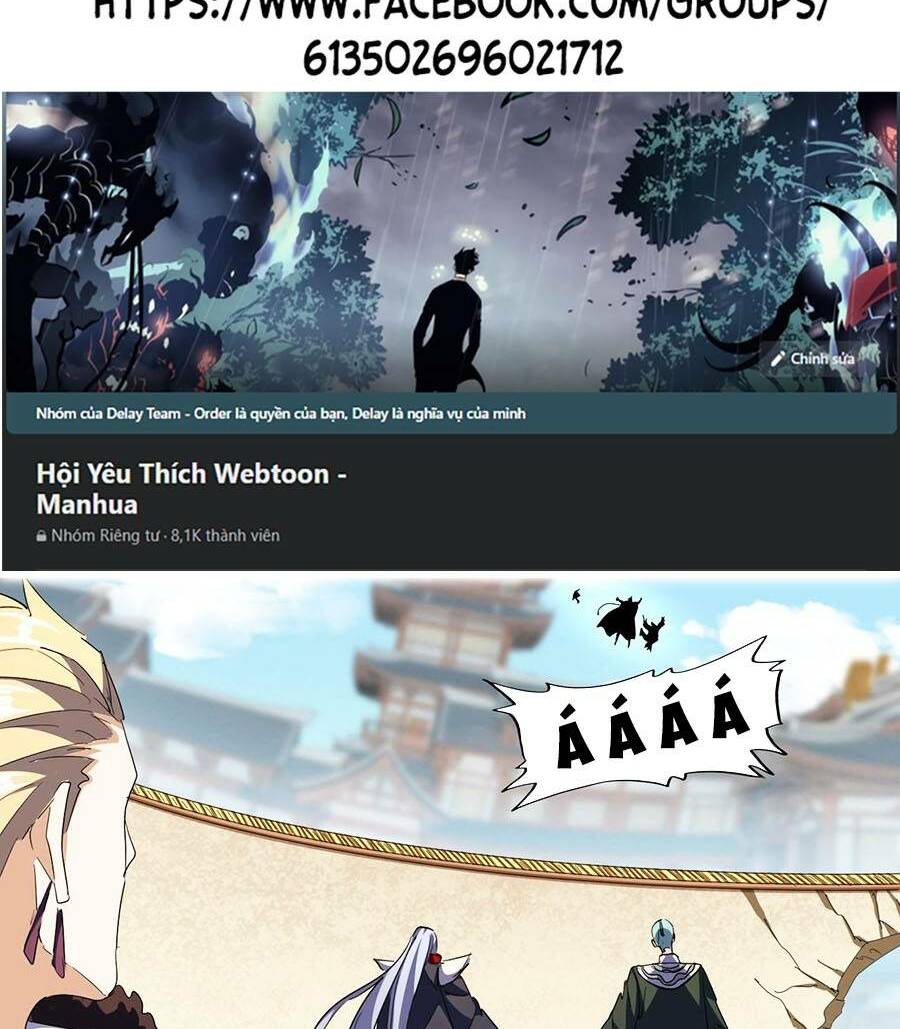 HTTPS://WWW.FACEBOOK.COM/GROUPS/
613502696021712
Chỉnh sửa
Nhóm của Delay Team - Order là quyền của bạn, Delay là nghĩa vụ của mình
Hội Yêu Thích Webtoon -
Manhua
Nhóm Riêng tư · 8,1K thành viên
Á Á Á Á